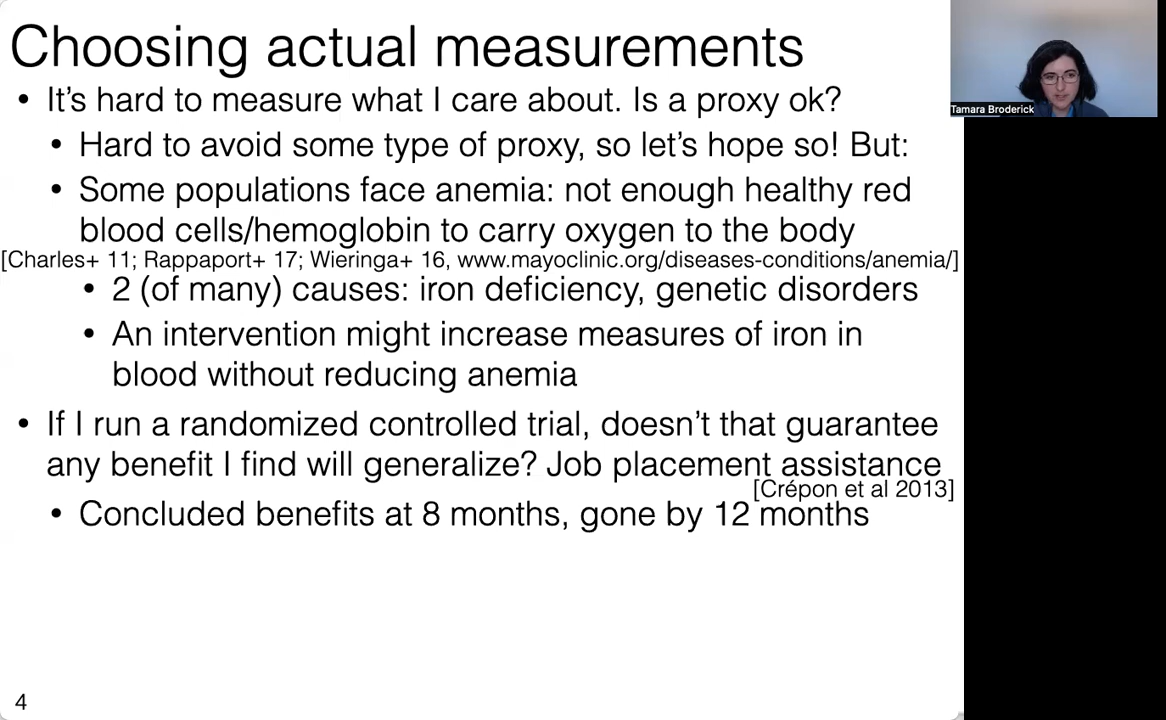 Choosing actual measurements
• It’s hard to measure what I care about. Is a proxy ok?
• Hard to avoid some type of proxy, so let’s hope so! But:
• Some populations face anemia: not enough healthy red
blood cells/hemoglobin to carry oxygen to the body
[Charles+ 11; Rappaport+ 17; Wieringa+ 16, www.mayoclinic.org/diseases-conditions/anemia/]
• 2 (of many) causes: iron deficiency, genetic disorders
• An intervention might increase measures of iron in
blood without reducing anemia
• If I run a randomized controlled trial, doesn’t that guarantee
any benefit I find will generalize? Job placement assistance
[Crépon et al 2013]
• Concluded benefits at 8 months, gone by 12 months
4
Tamara Broderick